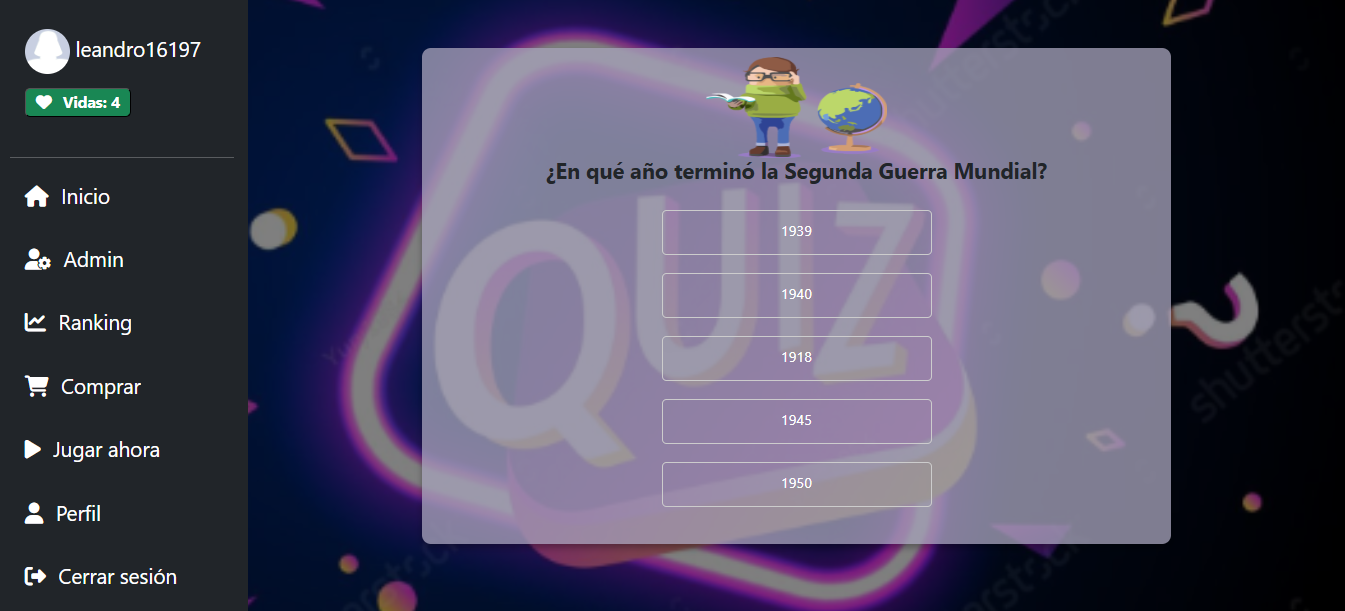 leandro16197
Vidas: 4
Inicio
Admin
Ranking
Comprar
Jugar ahora
Perfil
Cerrar sesión
¿En qué año terminó la Segunda Guerra Mundial?
QUIZ
1939
1940
1918
1945
1950
shutterstock